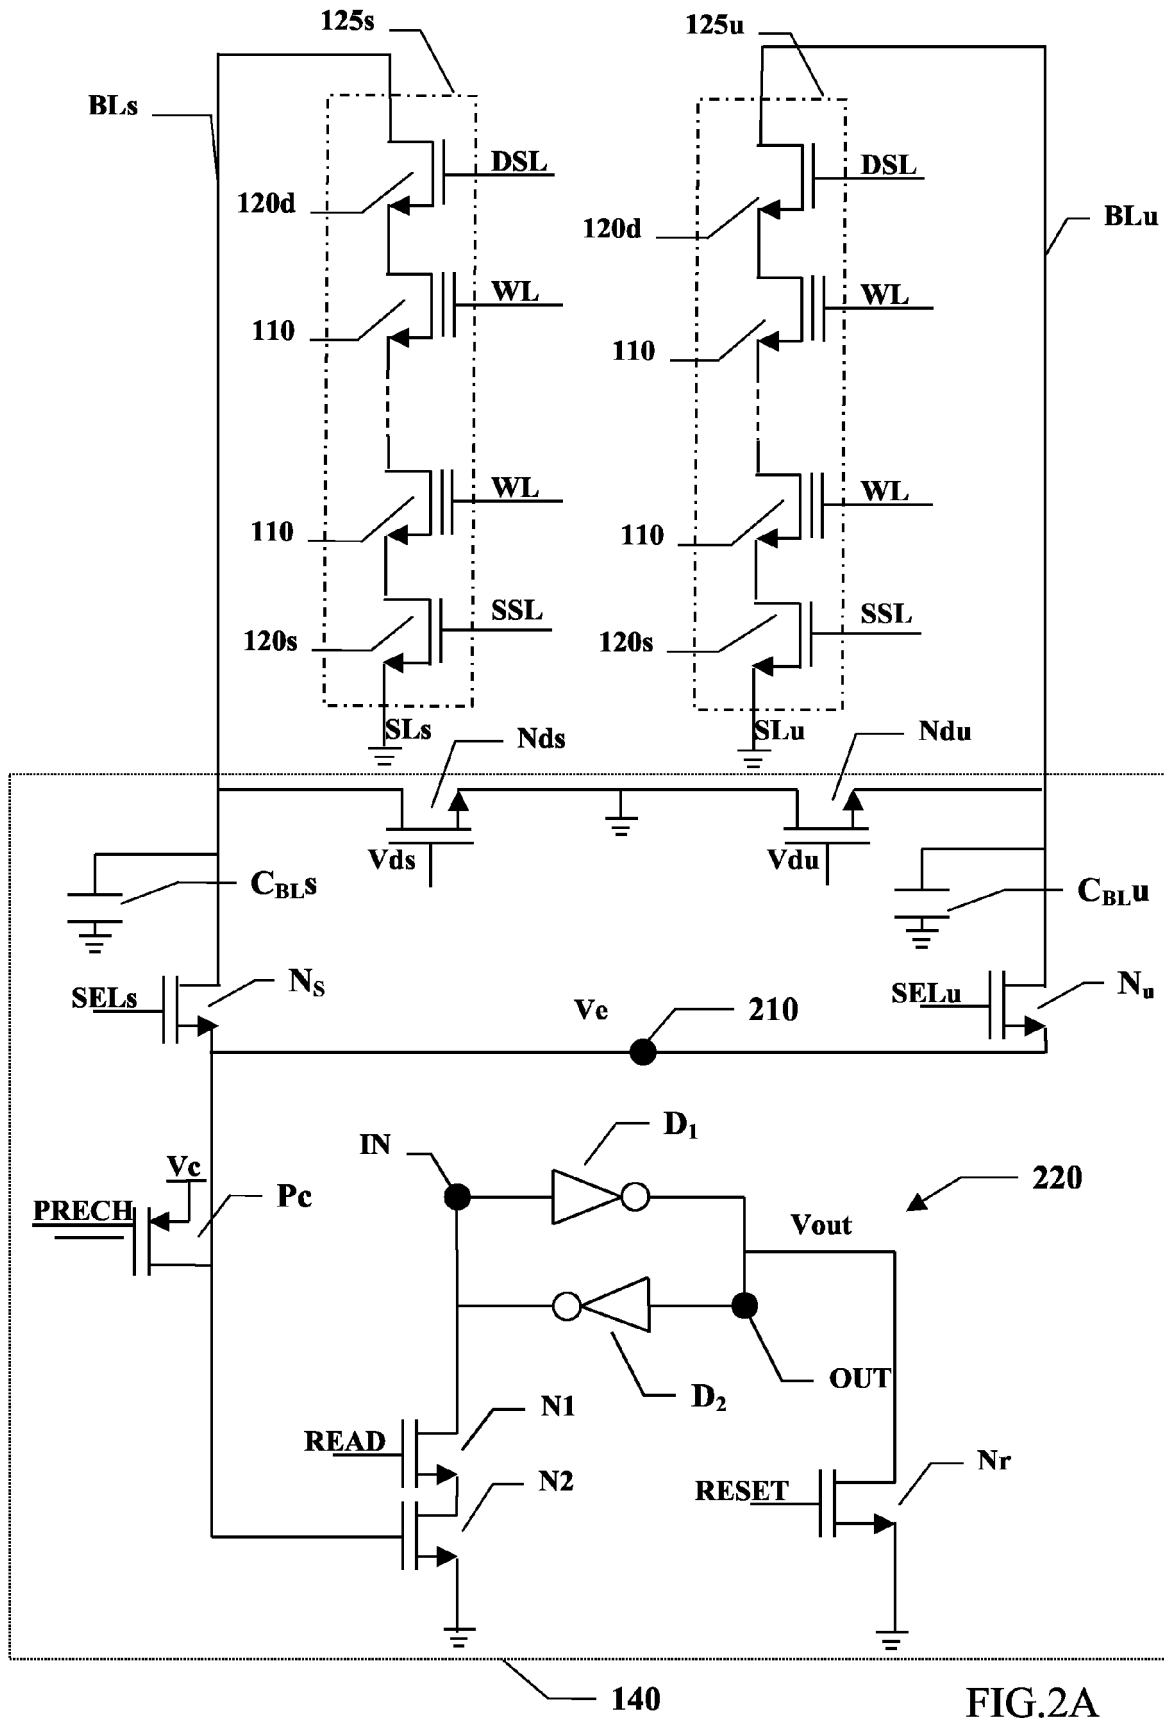 125s
125u
BLs
DSL
DSL
120d
120d
BLu
WL
WL
110
110
WL
WL
110
110
SSL
SSL
120s
120s
SLs
SLu
Nds
Ndu
Vds
Vdu
CBLs
CBLu
SELs
NS
SELu
Nu
Ve
210
IN
D1
Vc
Pc
PRECH
220
Vout
OUT
D2
N1
READ
N2
Nr
RESET
140
FIG.2A